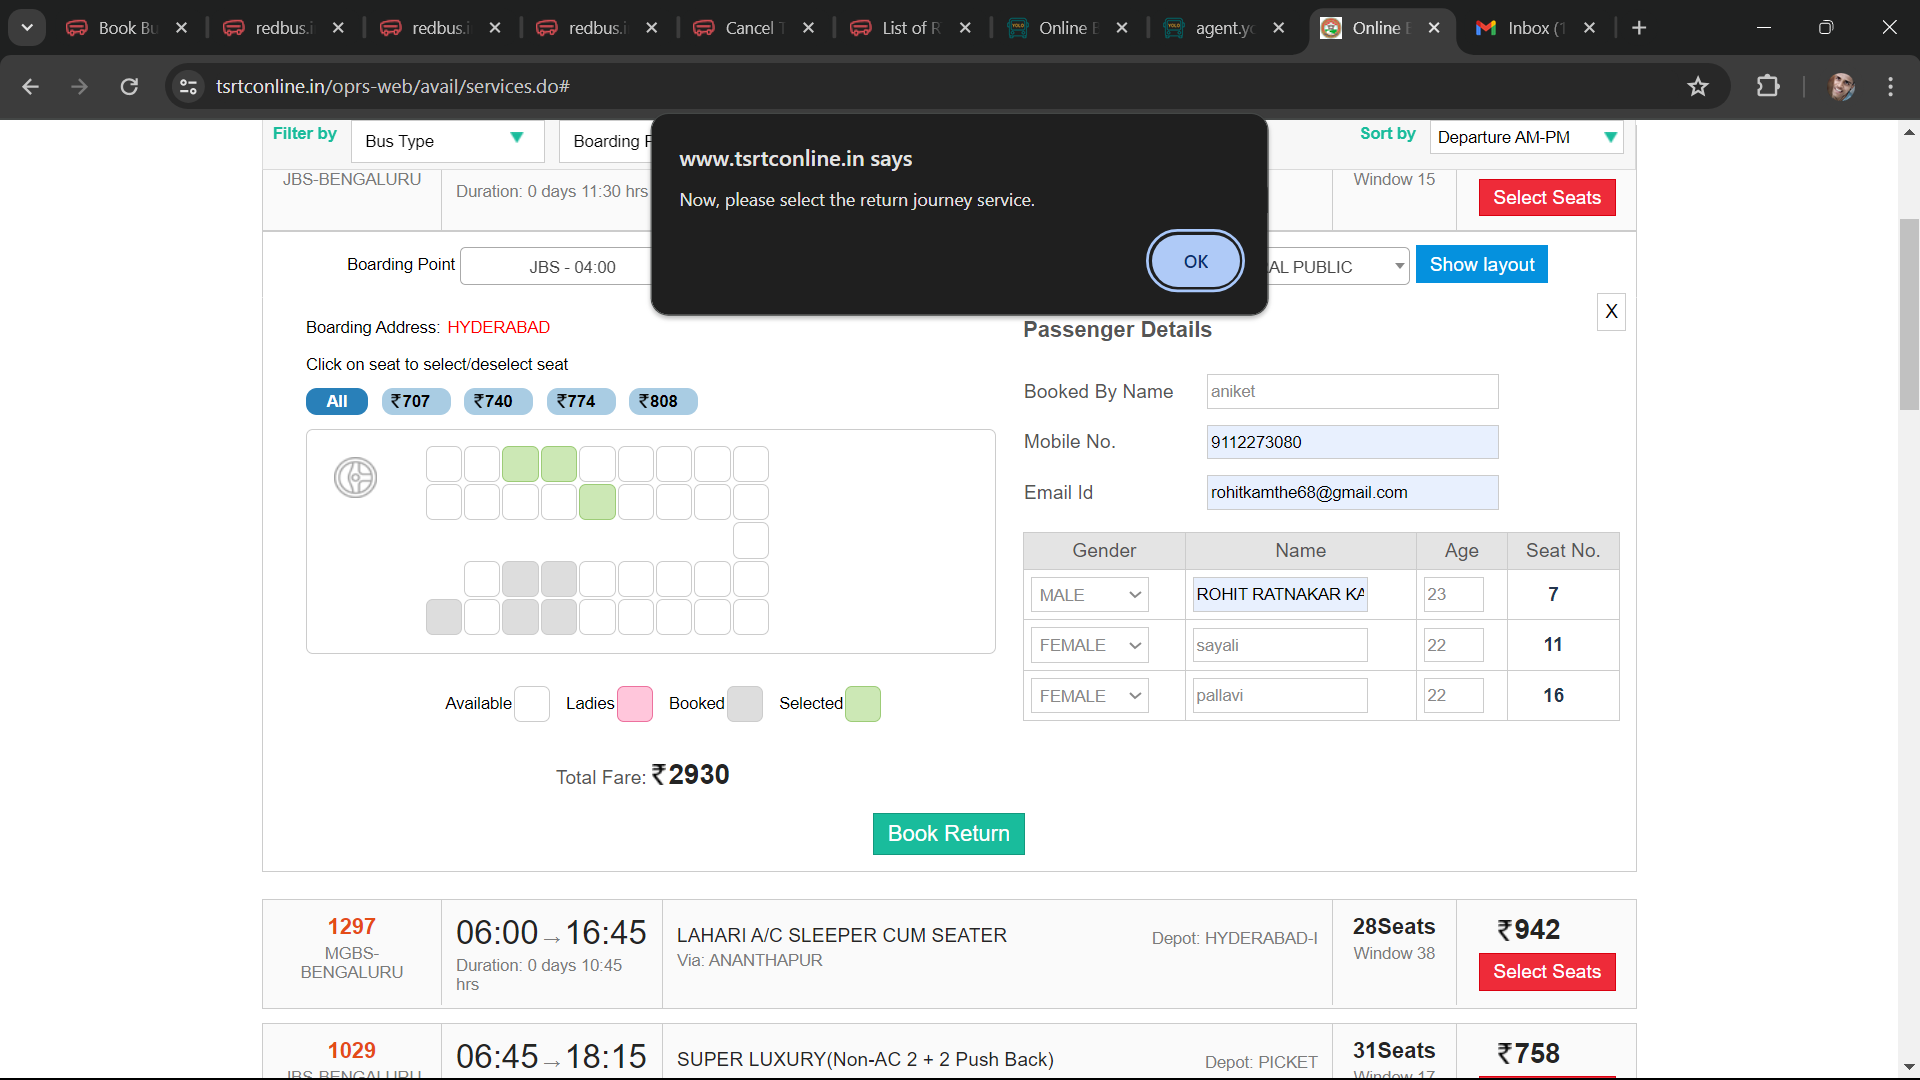 Book Bu
redbus.i
redbus.i
redbus.i
Cancel T
List of R
Online E
agent.yo
Online E
Inbox (1
tsrtconline.in/oprs-web/avail/services.do#
Filter by
Bus Type
Boarding P
Sort by
Departure AM-PM
www.tsrtconline.in says
Now, please select the return journey service.
OK
JBS-BENGALURU
Duration: 0 days 11:30 hrs
Window 15
Select Seats
Boarding Point
JBS - 04:00
AL PUBLIC
Show layout
X
Boarding Address: HYDERABAD
Click on seat to select/deselect seat
All
₹707
₹740
₹774
₹808
Passenger Details
Booked By Name
aniket
Mobile No.
9112273080
Email Id
rohitkamthe68@gmail.com
Gender Name Age Seat No.
MALE ROHIT RATNAKAR KA 23 7
FEMALE sayali 22 11
FEMALE pallavi 22 16
Available
Ladies
Booked
Selected
Total Fare: ₹2930
Book Return
1297
MGBS-
BENGALURU
06:00→16:45
Duration: 0 days 10:45
hrs
LAHARI A/C SLEEPER CUM SEATER
Via: ANANTHAPUR
Depot: HYDERABAD-I
28Seats
Window 38
₹942
Select Seats
1029
JBS-BENGALURU
06:45→18:15
SUPER LUXURY(Non-AC 2 + 2 Push Back)
Depot: PICKET
31Seats
Window 17
₹758